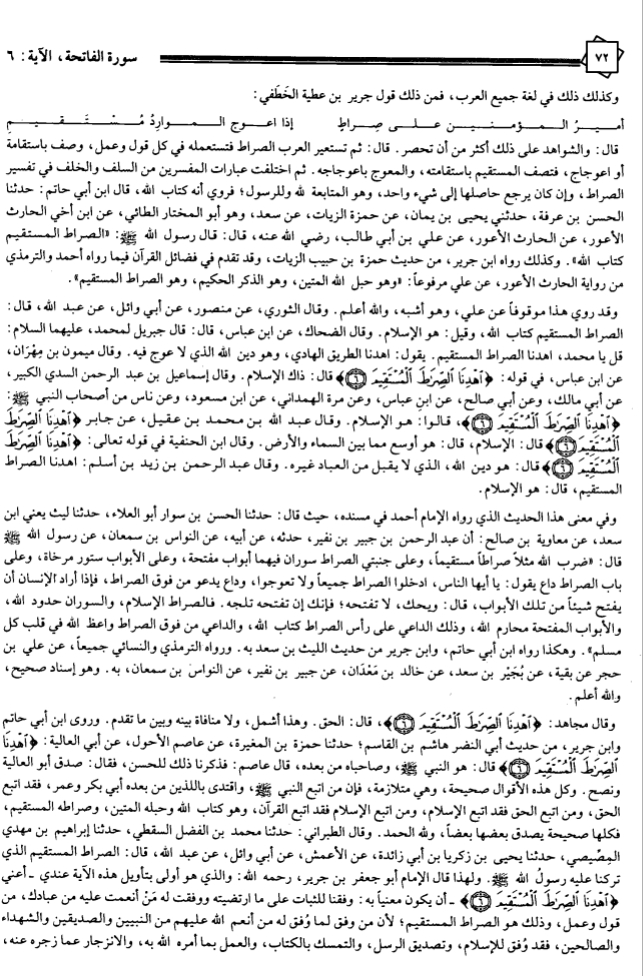 ٧٢
سورة الفاتحة، الآية: ٦
وكذلك ذلك في لغة جميع العرب، فمن ذلك قول جرير بن عطية الخَطَفي:
أميرُ المؤمنين على صراطٍ إذا اعوج المواردُ مُسْتَقيمِ
قال: والشواهد على ذلك أكثر من أن تحصر. قال: ثم تستعير العرب الصراط فتستعمله في كل قول وعمل، وصف باستقامة
أو اعوجاج، فتصف المستقيم باستقامته، والمعوج باعوجاجه. ثم اختلفت عبارات المفسرين من السلف والخلف في تفسير
الصراط، وإن كان يرجع حاصلها إلى شيء واحد، وهو المتابعة لله وللرسول؛ فروي أنه كتاب الله، قال ابن أبي حاتم: حدثنا
الحسن بن عرفة، حدثني يحيى بن يمان، عن حمزة الزيات، عن سعد، وهو أبو المختار الطائي، عن ابن أخي الحارث
الأعور، عن الحارث الأعور، عن علي بن أبي طالب، رضي الله عنه، قال: قال رسول الله ﷺ: «الصراط المستقيم
كتاب الله». وكذلك رواه ابن جرير، من حديث حمزة بن حبيب الزيات، وقد تقدم في فضائل القرآن فيما رواه أحمد والترمذي
من رواية الحارث الأعور، عن علي مرفوعاً: «وهو حبل الله المتين، وهو الذكر الحكيم، وهو الصراط المستقيم».
وقد روي هذا موقوفاً عن علي، وهو أشبه، والله أعلم. وقال الثوري، عن منصور، عن أبي وائل، عن عبد الله، قال:
الصراط المستقيم كتاب الله، وقيل: هو الإسلام. وقال الضحاك، عن ابن عباس، قال: قال جبريل لمحمد، عليهما السلام:
قل يا محمد، اهدنا الصراط المستقيم. يقول: اهدنا الطريق الهادي، وهو دين الله الذي لا عوج فيه. وقال ميمون بن مِهْرَان،
عن ابن عباس، في قوله: ﴿آهْدِنَا ٱلصِّرَٰطَ ٱلْمُسْتَقِيمَ ٦﴾ قال: ذاك الإسلام. وقال إسماعيل بن عبد الرحمن السدي الكبير،
عن أبي مالك، وعن أبي صالح، عن ابن عباس، وعن مرة الهمداني، عن ابن مسعود، وعن ناس من أصحاب النبي ﷺ:
﴿آهْدِنَا ٱلصِّرَٰطَ ٱلْمُسْتَقِيمَ ٦﴾، قالوا: هو الإسلام. وقال عبد الله بن محمد بن عقيل، عن جابر ﴿آهْدِنَا ٱلصِّرَٰطَ
ٱلْمُسْتَقِيمَ ٦﴾ قال: الإسلام، قال: هو أوسع مما بين السماء والأرض. وقال ابن الحنفية في قوله تعالى: ﴿آهْدِنَا ٱلصِّرَٰطَ
ٱلْمُسْتَقِيمَ ٦﴾ قال: هو دين الله، الذي لا يقبل من العباد غيره. وقال عبد الرحمن بن زيد بن أسلم: اهدنا الصراط
المستقيم، قال: هو الإسلام.
وفي معنى هذا الحديث الذي رواه الإمام أحمد في مسنده، حيث قال: حدثنا الحسن بن سوار أبو العلاء، حدثنا ليث يعني ابن
سعد، عن معاوية بن صالح: أن عبد الرحمن بن جبير بن نفير، حدثه، عن أبيه، عن النواس بن سمعان، عن رسول الله ﷺ
قال: «ضرب الله مثلاً صراطاً مستقيماً، وعلى جنبتي الصراط سوران فيهما أبواب مفتحة، وعلى الأبواب ستور مرخاة، وعلى
باب الصراط داع يقول: يا أيها الناس، ادخلوا الصراط جميعاً ولا تعوجوا، وداع يدعو من فوق الصراط، فإذا أراد الإنسان أن
يفتح شيئاً من تلك الأبواب، قال: ويحك، لا تفتحه؛ فإنك إن تفتحه تلجه. فالصراط الإسلام، والسوران حدود الله،
والأبواب المفتحة محارم الله، وذلك الداعي على رأس الصراط كتاب الله، والداعي من فوق الصراط واعظ الله في قلب كل
مسلم». وهكذا رواه ابن أبي حاتم، وابن جرير من حديث الليث بن سعد به. ورواه الترمذي والنسائي جميعاً، عن علي بن
حجر عن بقية، عن بُجَيْر بن سعد، عن خالد بن مَعْدَان، عن جبير بن نفير، عن النواس بن سمعان، به. وهو إسناد صحيح،
والله أعلم.
وقال مجاهد: ﴿آهْدِنَا ٱلصِّرَٰطَ ٱلْمُسْتَقِيمَ ٦﴾، قال: الحق. وهذا أشمل، ولا منافاة بينه وبين ما تقدم. وروى ابن أبي حاتم
وابن جرير، من حديث أبي النضر هاشم بن القاسم؛ حدثنا حمزة بن المغيرة، عن عاصم الأحول، عن أبي العالية: ﴿آهْدِنَا
ٱلصِّرَٰطَ ٱلْمُسْتَقِيمَ ٦﴾ قال: هو النبي ﷺ، وصاحباه من بعده، قال عاصم: فذكرنا ذلك للحسن، فقال: صدق أبو العالية
ونصح. وكل هذه الأقوال صحيحة، وهي متلازمة، فإن من اتبع النبي ﷺ، واقتدى باللذين من بعده أبي بكر وعمر، فقد اتبع
الحق، ومن اتبع الحق فقد اتبع الإسلام، ومن اتبع الإسلام فقد اتبع القرآن، وهو كتاب الله وحبله المتين، وصراطه المستقيم،
فكلها صحيحة يصدق بعضها بعضاً، ولله الحمد. وقال الطبراني: حدثنا محمد بن الفضل السقطي، حدثنا إبراهيم بن مهدي
المِصِّيصي، حدثنا يحيى بن زكريا بن أبي زائدة، عن الأعمش، عن أبي وائل، عن عبد الله، قال: الصراط المستقيم الذي
تركنا عليه رسولُ الله ﷺ. ولهذا قال الإمام أبو جعفر بن جرير، رحمه الله: والذي هو أولى بتأويل هذه الآية عندي ـ أعني
﴿آهْدِنَا ٱلصِّرَٰطَ ٱلْمُسْتَقِيمَ ٦﴾ ـ أن يكون معنياً به: وفقنا للثبات على ما ارتضيته ووفقت له مَنْ أنعمت عليه من عبادك، من
قول وعمل، وذلك هو الصراط المستقيم؛ لأن من وفق لما وُفق له من أنعم الله عليهم من النبيين والصديقين والشهداء
والصالحين، فقد وُفق للإسلام، وتصديق الرسل، والتمسك بالكتاب، والعمل بما أمره الله به، والانزجار عما زجره عنه،